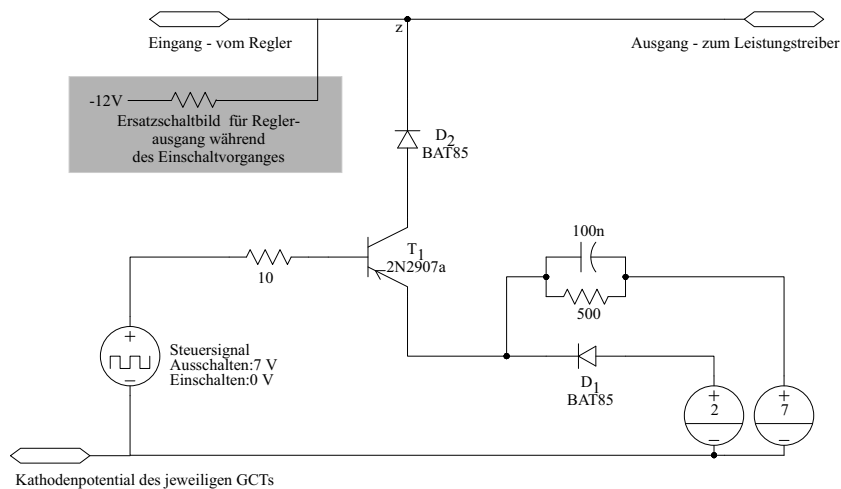 Eingang - vom Regler
z
Ausgang - zum Leistungstreiber
-12V
Ersatzschaltbild für Regler-
ausgang während
des Einschaltvorganges
D2
BAT85
T1
2N2907a
10
100n
500
Steuersignal
Ausschalten:7 V
Einschalten:0 V
D1
BAT85
+
−
+
2
−
+
7
−
Kathodenpotential des jeweiligen GCTs